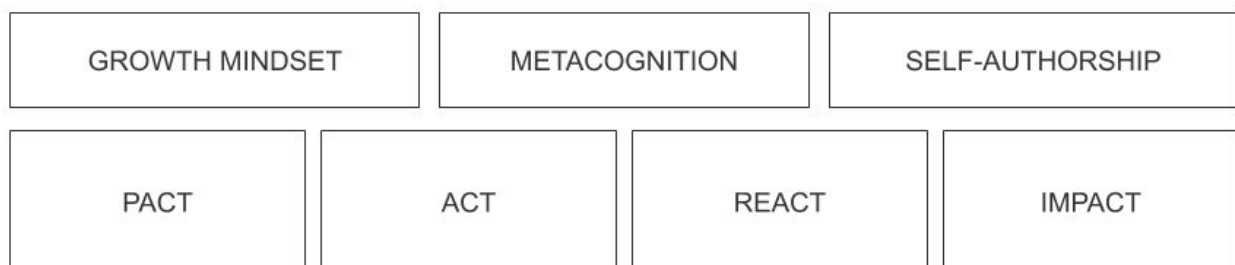 GROWTH MINDSET METACOGNITION SELF-AUTHORSHIP
PACT ACT REACT IMPACT